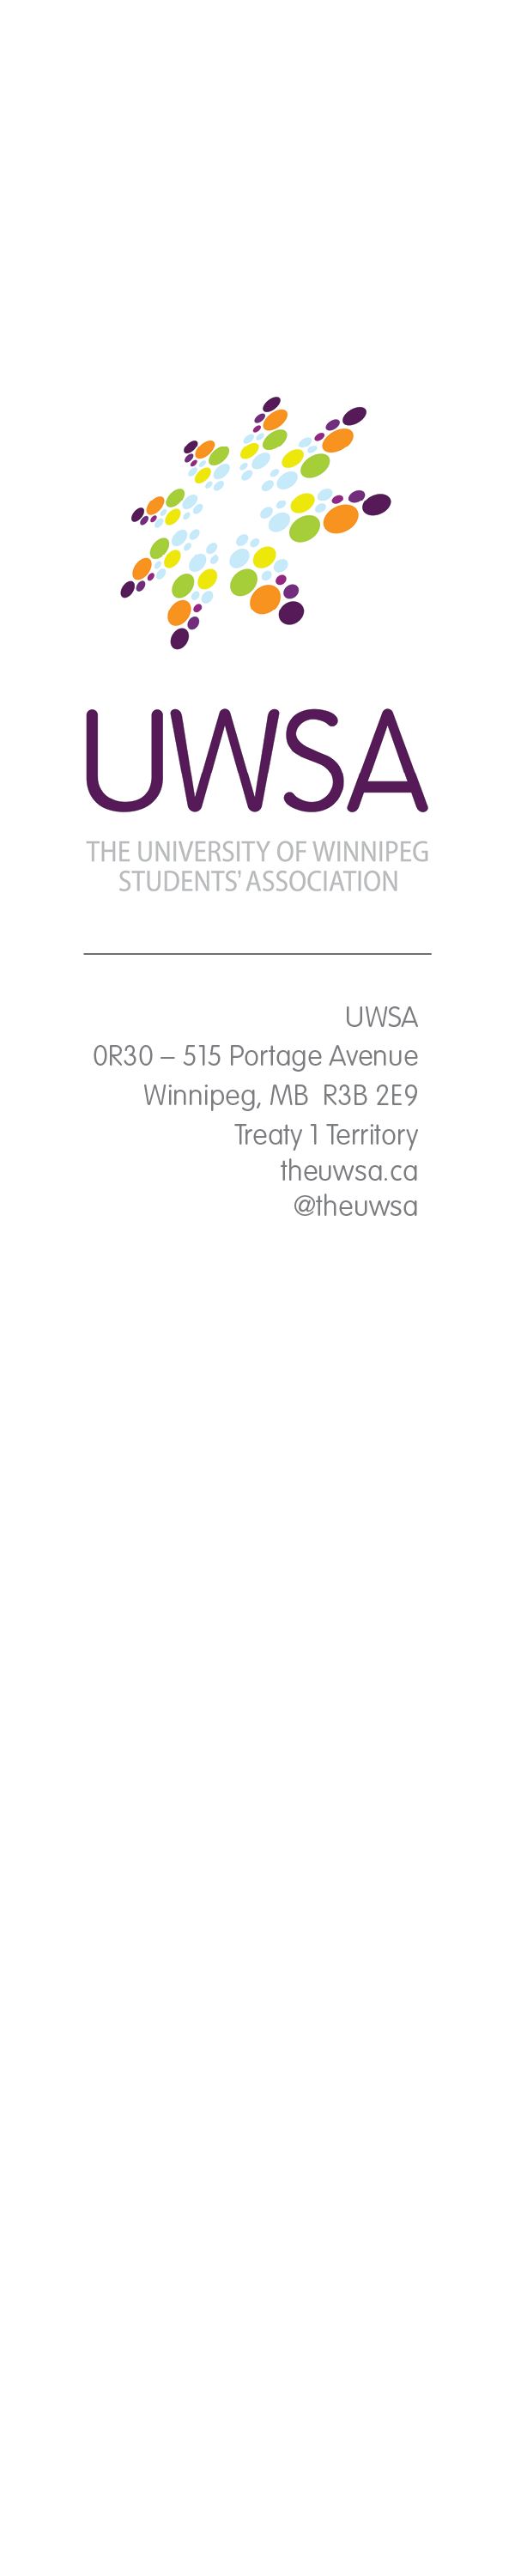 UWSA
THE UNIVERSITY OF WINNIPEG
STUDENTS' ASSOCIATION
UWSA
0R30 – 515 Portage Avenue
Winnipeg, MB  R3B 2E9
Treaty 1 Territory
theuwsa.ca
@theuwsa